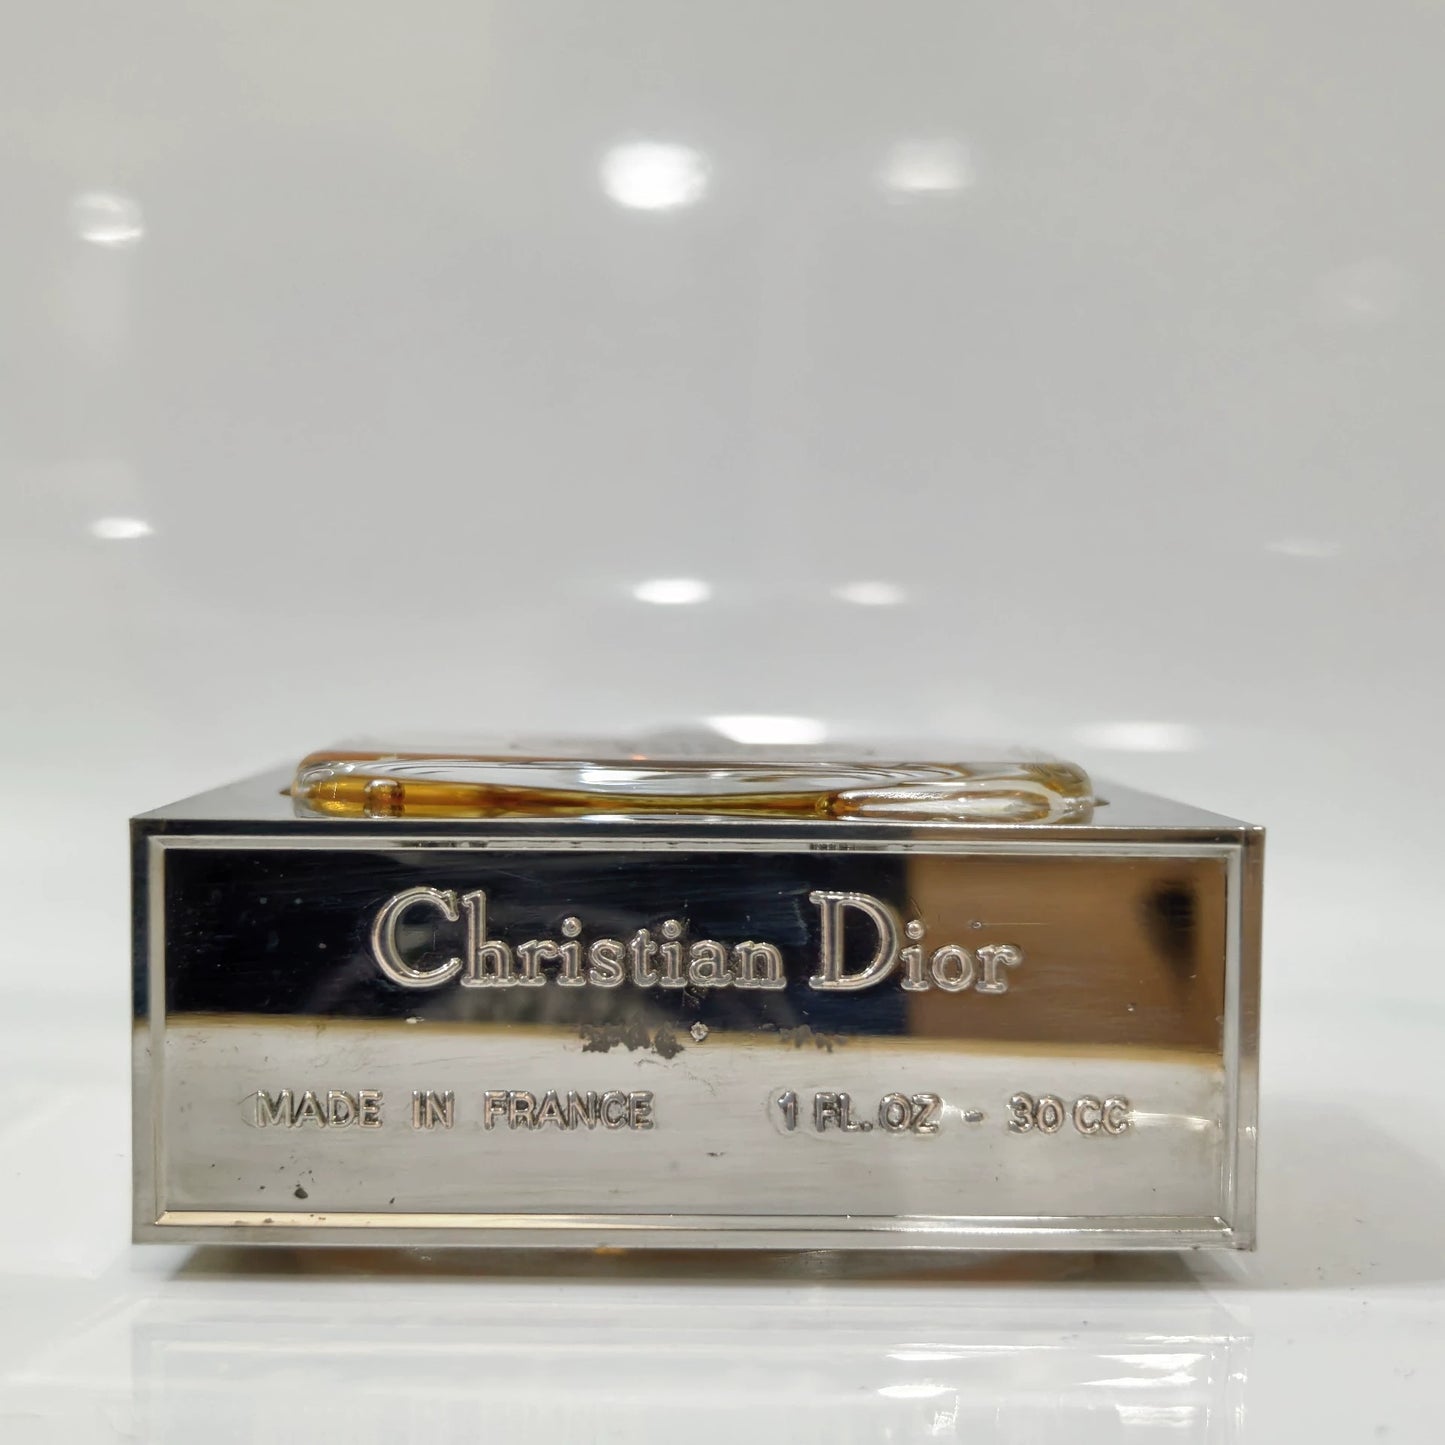 Christian Dior
MADE IN FRANCE 1 FL. OZ - 30 CC